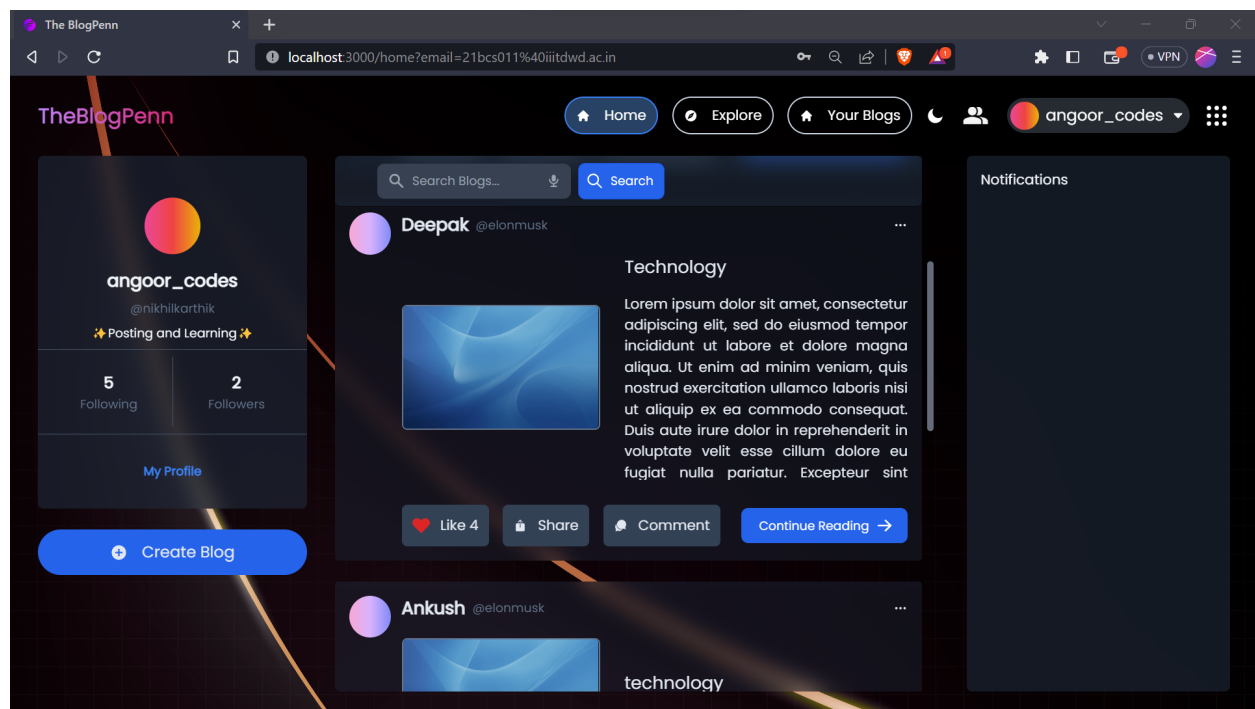 The BlogPenn
localhost:3000/home?email=21bcs011%40iiitdwd.ac.in
VPN
TheBlogPenn
Home
Explore
Your Blogs
angoor_codes
angoor_codes
@nikhilkarthik
✨Posting and Learning✨
5
Following
2
Followers
My Profile
Create Blog
Search Blogs...
Search
Deepak @elonmusk
Technology
Lorem ipsum dolor sit amet, consectetur
adipiscing elit, sed do eiusmod tempor
incididunt ut labore et dolore magna
aliqua. Ut enim ad minim veniam, quis
nostrud exercitation ullamco laboris nisi
ut aliquip ex ea commodo consequat.
Duis aute irure dolor in reprehenderit in
voluptate velit esse cillum dolore eu
fugiat nulla pariatur. Excepteur sint
Like 4
Share
Comment
Continue Reading →
Ankush @elonmusk
technology
Notifications